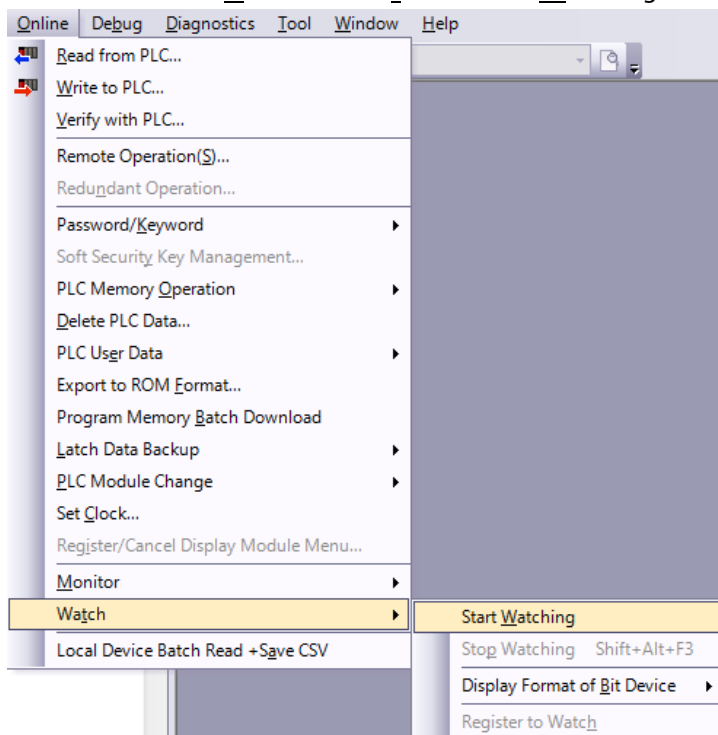 Online Debug Diagnostics Tool Window Help
Read from PLC...
Write to PLC...
Verify with PLC...
Remote Operation(S)...
Redundant Operation...
Password/Keyword
Soft Security Key Management...
PLC Memory Operation
Delete PLC Data...
PLC User Data
Export to ROM Format...
Program Memory Batch Download
Latch Data Backup
PLC Module Change
Set Clock...
Register/Cancel Display Module Menu...
Monitor
Watch
Local Device Batch Read +Save CSV
Start Watching
Stop Watching Shift+Alt+F3
Display Format of Bit Device
Register to Watch